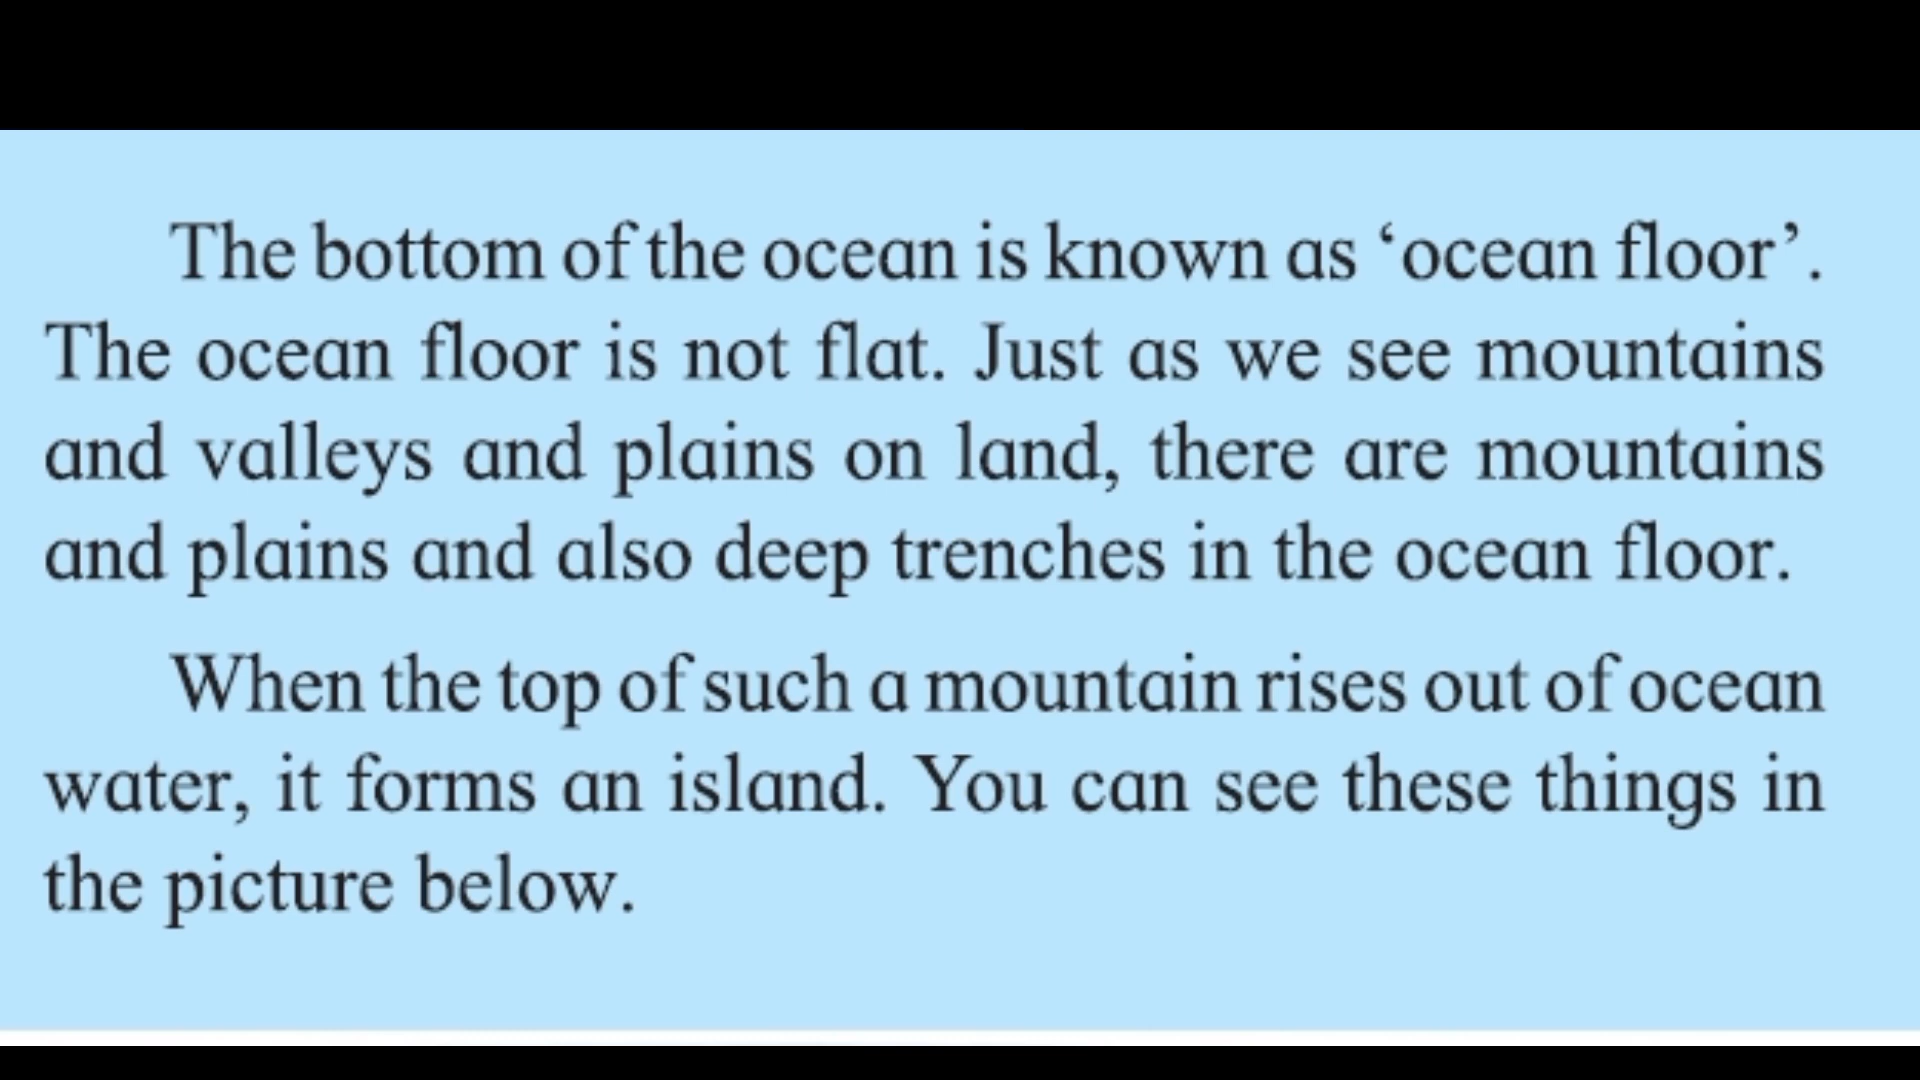 The bottom of the ocean is known as ‘ocean floor’.
The ocean floor is not flat. Just as we see mountains
and valleys and plains on land, there are mountains
and plains and also deep trenches in the ocean floor.
When the top of such a mountain rises out of ocean
water, it forms an island. You can see these things in
the picture below.